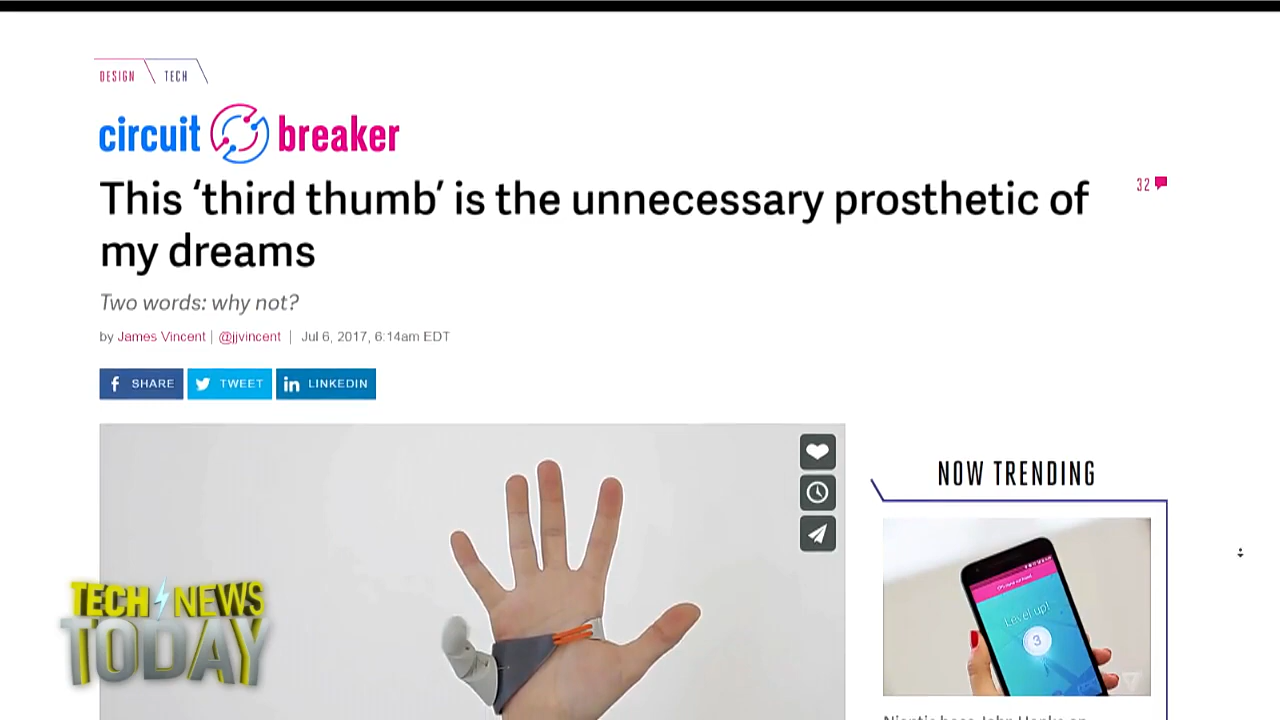 DESIGN TECH
circuit breaker
This ‘third thumb’ is the unnecessary prosthetic of
my dreams
32
Two words: why not?
by James Vincent | @jjvincent | Jul 6, 2017, 6:14am EDT
SHARE TWEET LINKEDIN
NOW TRENDING
Level up!
3
TECH NEWS
TODAY